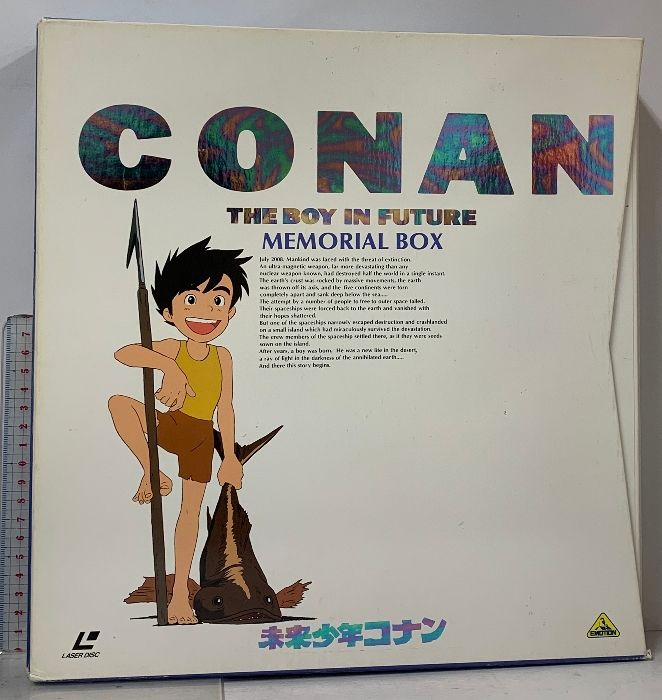 CONAN
THE BOY IN FUTURE
MEMORIAL BOX
July 2008. Mankind was faced with the threat of extinction.
An ultra-magnetic weapon, far more devastating than any
nuclear weapon known, had destroyed half the world in a single instant.
The earth's crust was rocked by massive movements, the earth
was thrown off its axis, and the five continents were torn
completely apart and sank deep below the sea.....
The attempt by a number of people to free to outer space failed.
Their spaceships were forced back to the earth and vanished with
their hopes shattered.
But one of the spaceships narrowly escaped destruction and crashlanded
on a small island which had miraculously survived the devastation.
The crew members of the spaceship settled there, as if they were seeds
sown on the island.
After years, a boy was born. He was a new life in the desert,
a ray of light in the darkness of the annihilated earth.....
And there this story begins.
未来少年コナン
LASER DISC
EMOTION